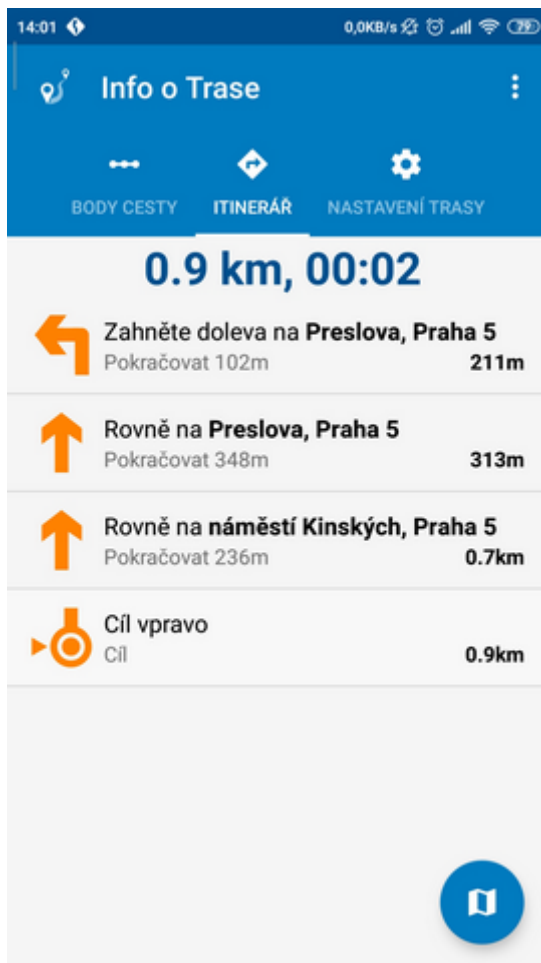 14:01 0,0KB/s 79
Info o Trase
BODY CESTY ITINERÁŘ NASTAVENÍ TRASY
0.9 km, 00:02
Zahněte doleva na Preslova, Praha 5
Pokračovat 102m 211m
Rovně na Preslova, Praha 5
Pokračovat 348m 313m
Rovně na náměstí Kinských, Praha 5
Pokračovat 236m 0.7km
Cíl vpravo
Cíl 0.9km